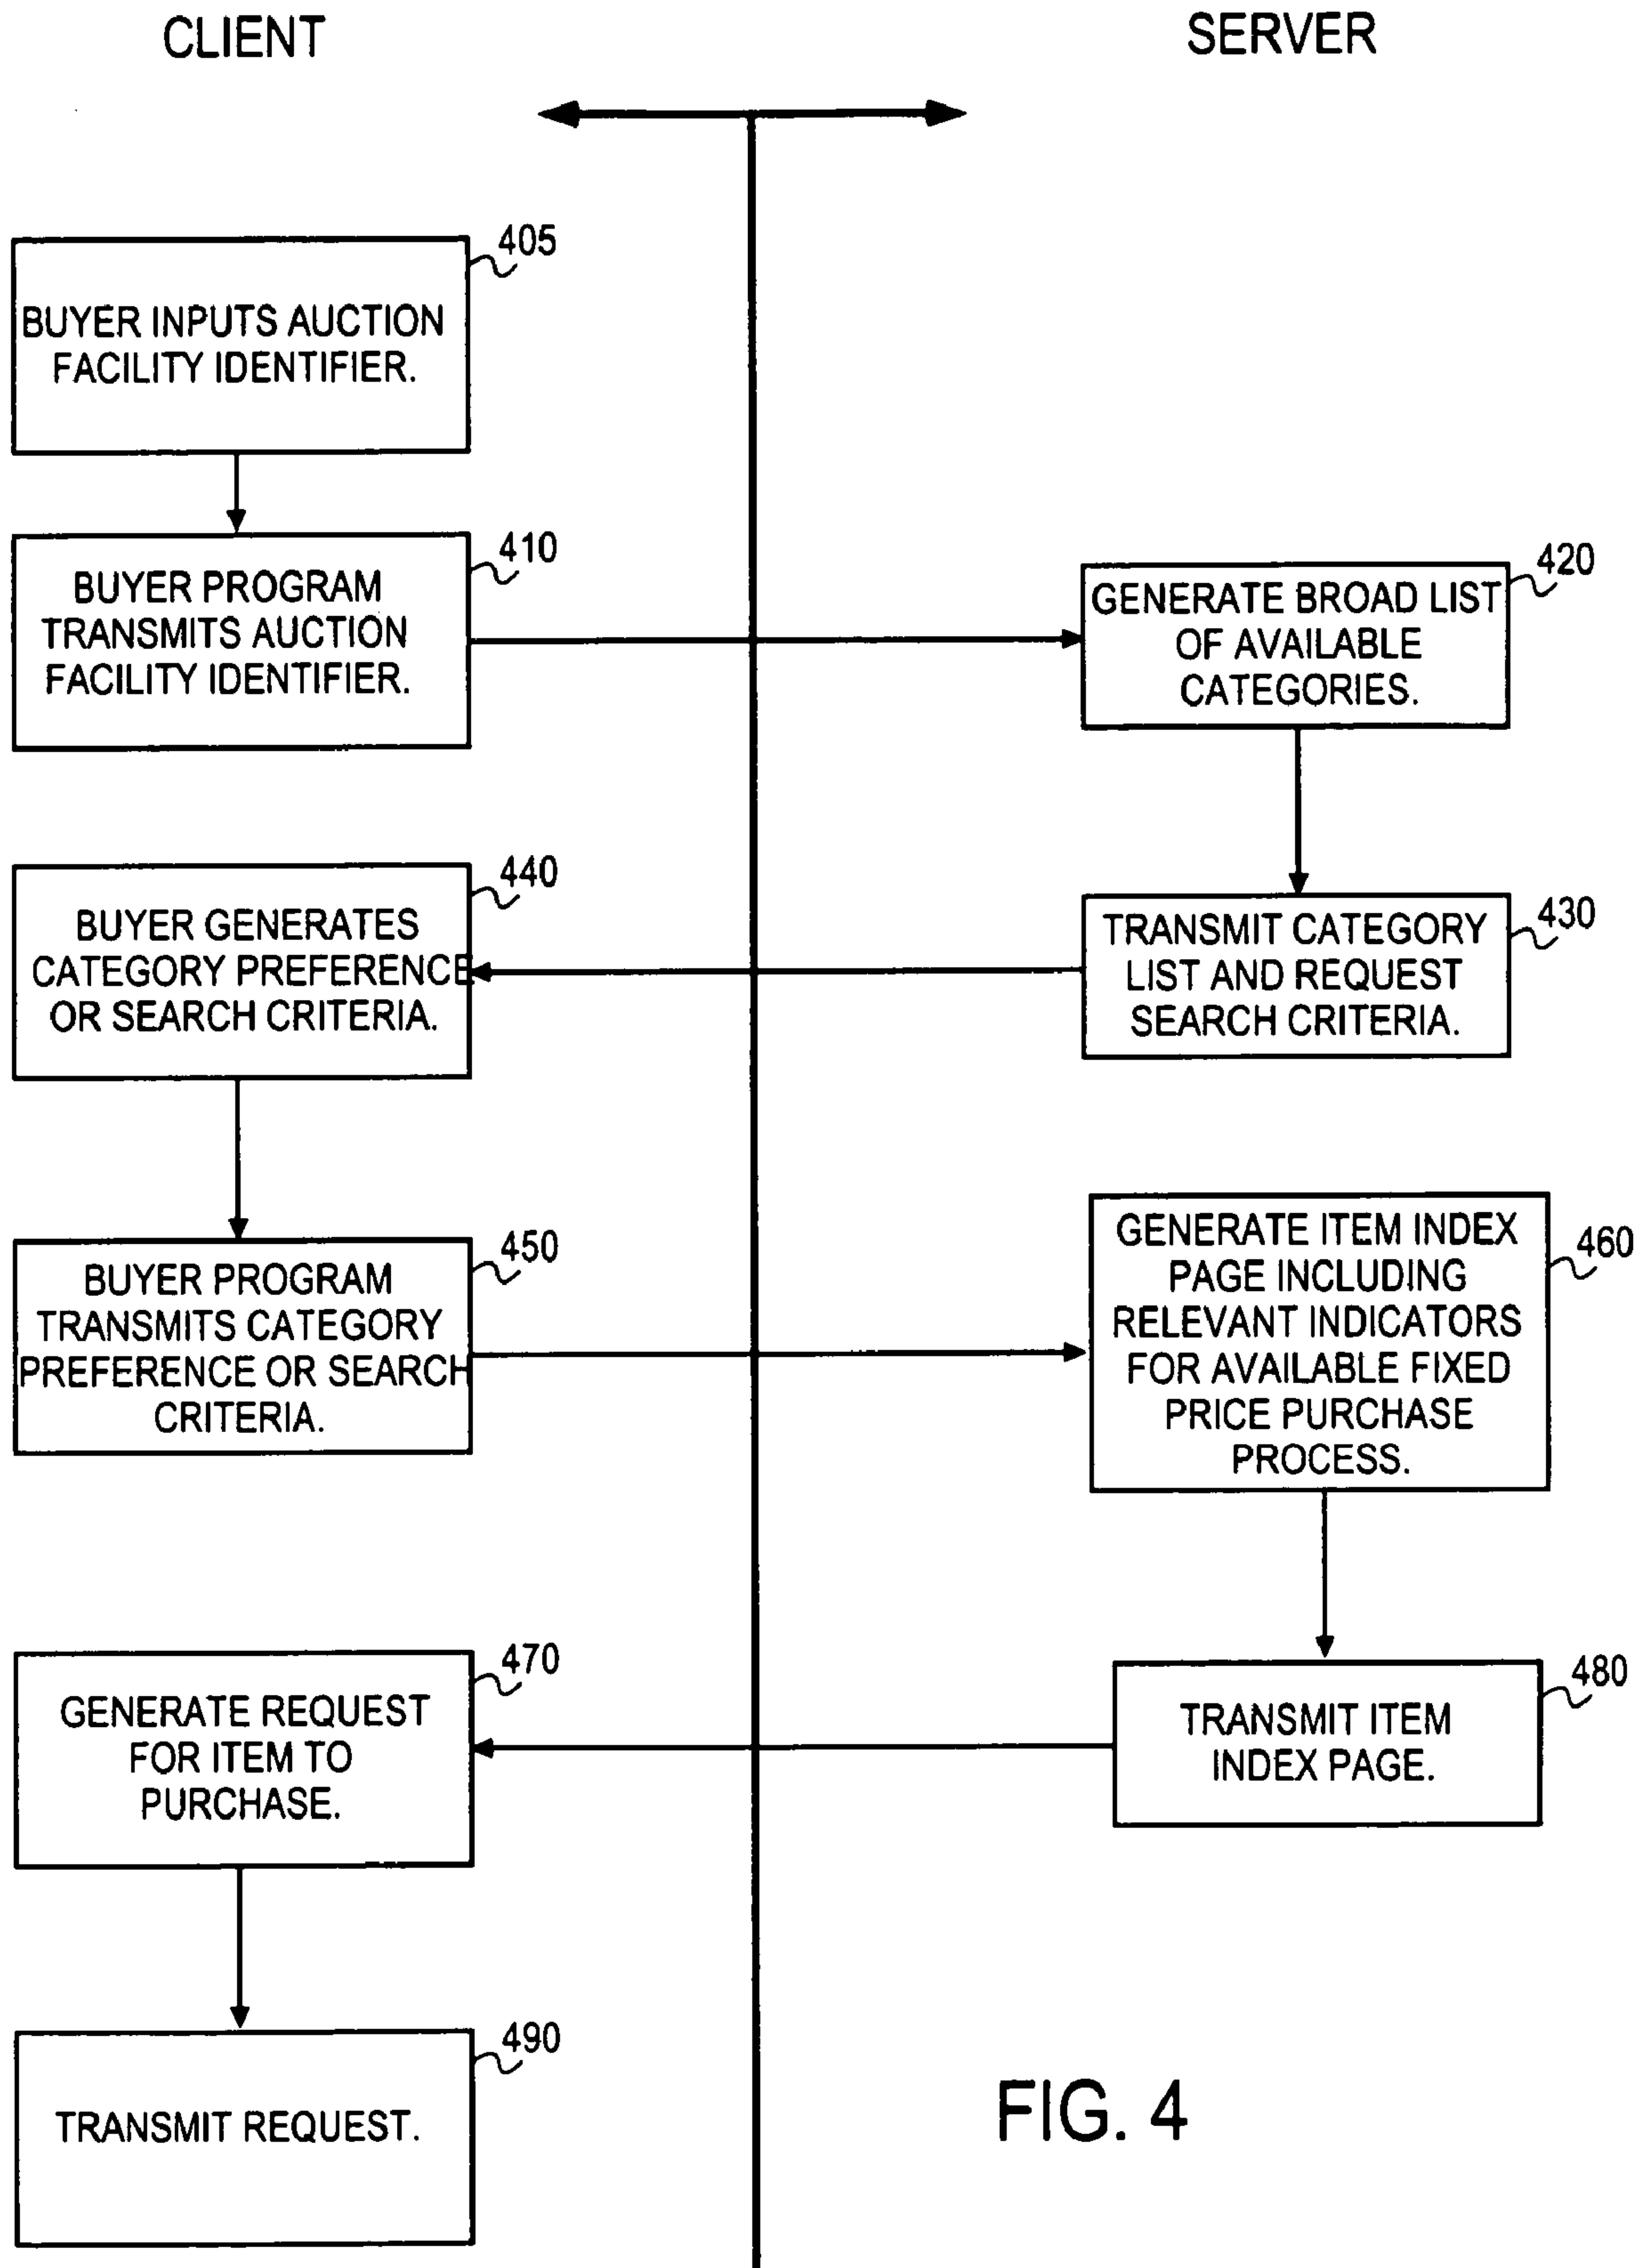 CLIENT
SERVER
405
BUYER INPUTS AUCTION
FACILITY IDENTIFIER.
410
BUYER PROGRAM
TRANSMITS AUCTION
FACILITY IDENTIFIER.
420
GENERATE BROAD LIST
OF AVAILABLE
CATEGORIES.
430
TRANSMIT CATEGORY
LIST AND REQUEST
SEARCH CRITERIA.
440
BUYER GENERATES
CATEGORY PREFERENCE
OR SEARCH CRITERIA.
450
BUYER PROGRAM
TRANSMITS CATEGORY
PREFERENCE OR SEARCH
CRITERIA.
460
GENERATE ITEM INDEX
PAGE INCLUDING
RELEVANT INDICATORS
FOR AVAILABLE FIXED
PRICE PURCHASE
PROCESS.
480
TRANSMIT ITEM
INDEX PAGE.
470
GENERATE REQUEST
FOR ITEM TO
PURCHASE.
490
TRANSMIT REQUEST.
FIG. 4